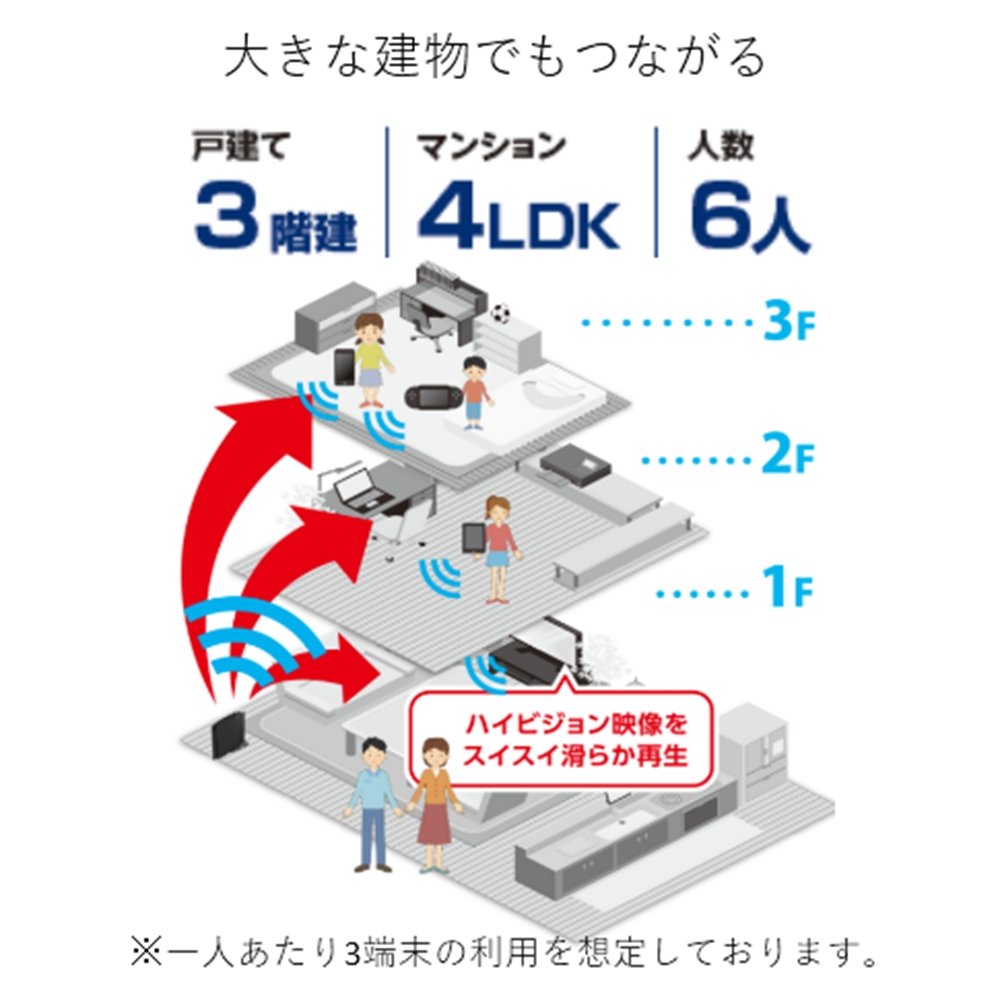 大きな建物でもつながる
戸建て
3階建
マンション
4LDK
人数
6人
3F
2F
1F
ハイビジョン映像を
スイスイ滑らか再生
※一人あたり3端末の利用を想定しております。